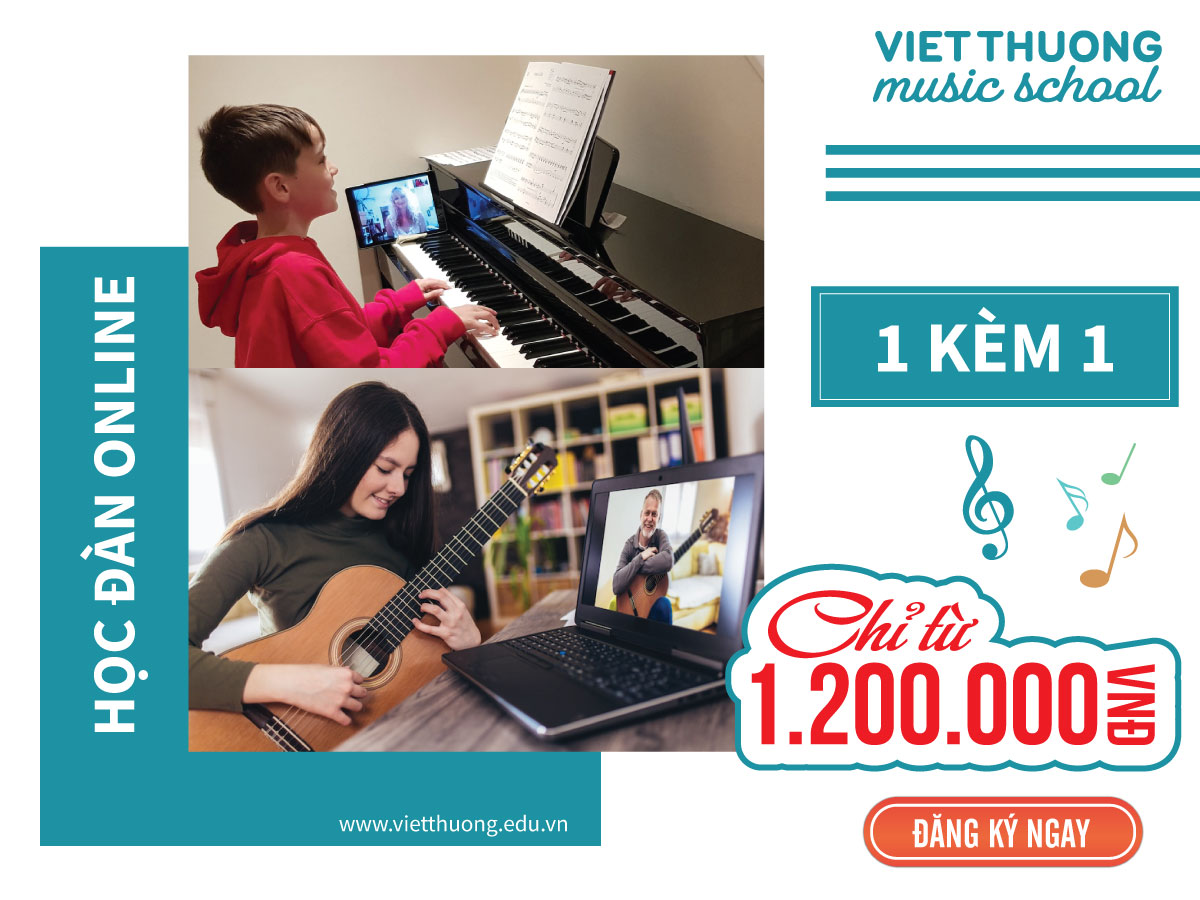 VIET THUONG
music school
HỌC ĐÀN ONLINE
1 KÈM 1
Chỉ từ
1.200.000 VNĐ
www.vietthuong.edu.vn
ĐĂNG KÝ NGAY